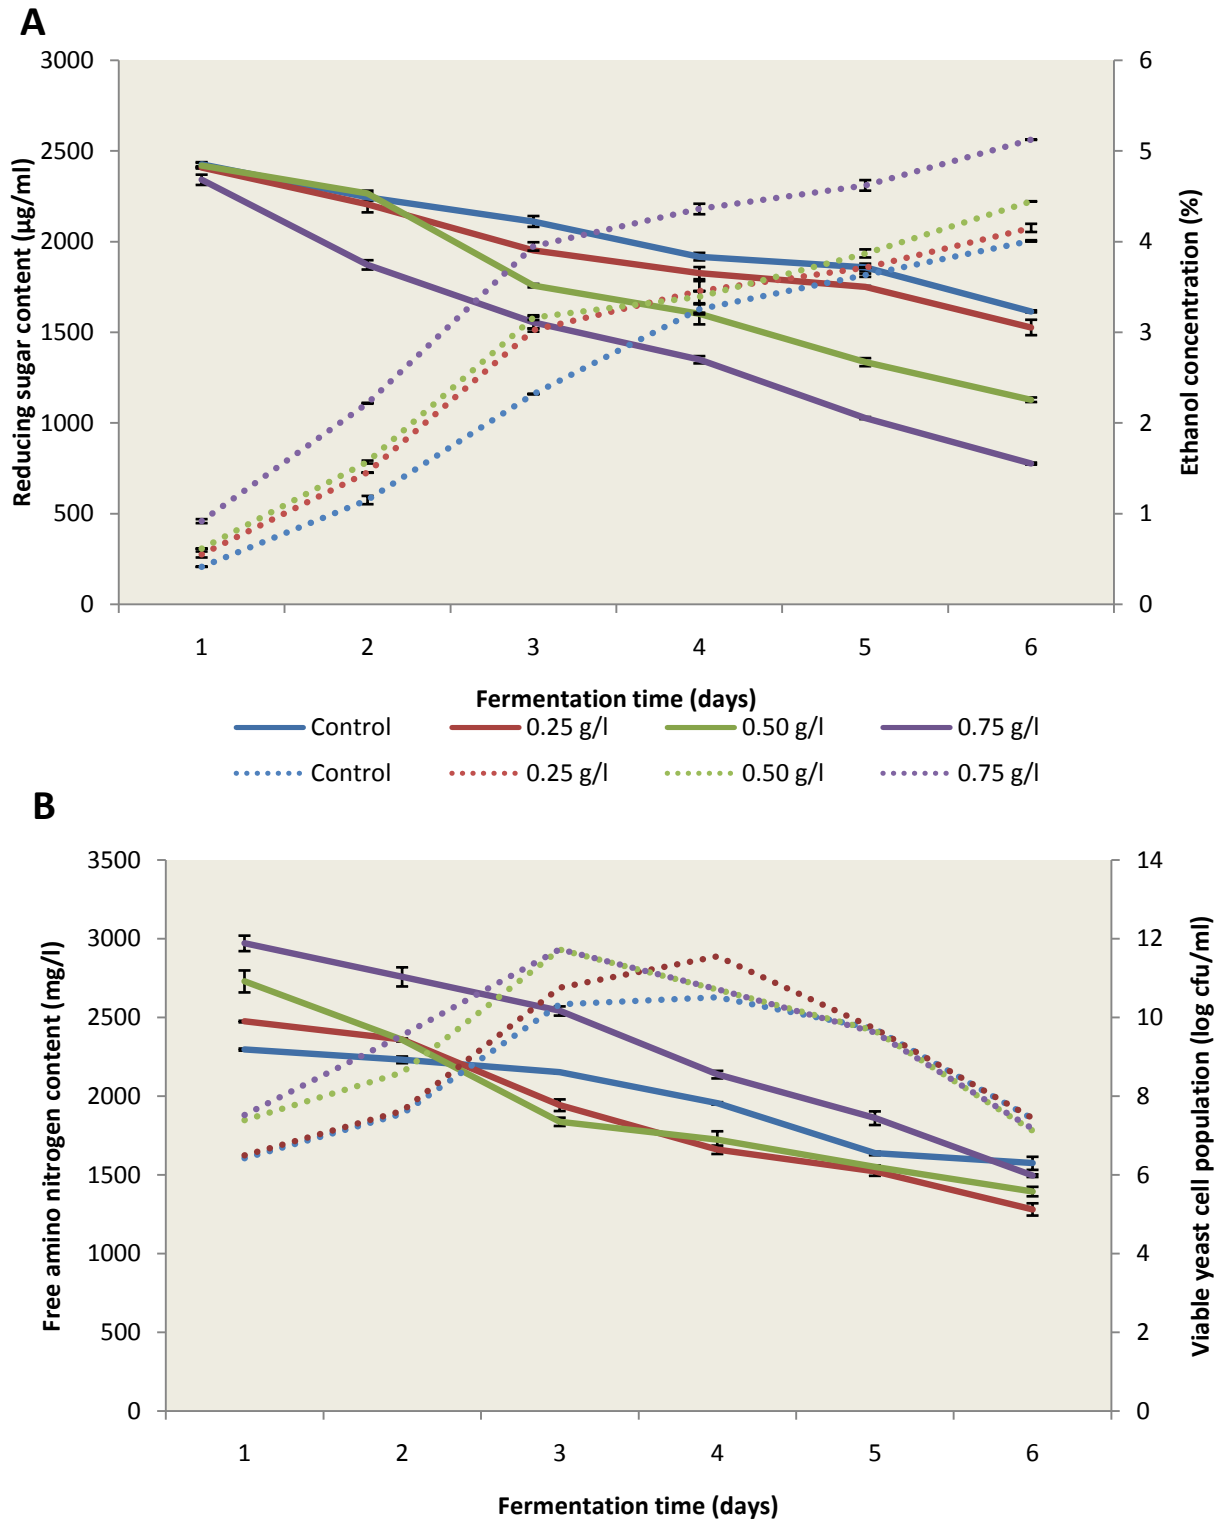 A
3000
2500
2000
1500
1000
500
0
Reducing sugar content (µg/ml)
6
5
4
3
2
1
0
Ethanol concentration (%)
1 2 3 4 5 6
Fermentation time (days)
Control 0.25 g/l 0.50 g/l 0.75 g/l
Control 0.25 g/l 0.50 g/l 0.75 g/l
B
3500
3000
2500
2000
1500
1000
500
0
Free amino nitrogen content (mg/l)
14
12
10
8
6
4
2
0
Viable yeast cell population (log cfu/ml)
1 2 3 4 5 6
Fermentation time (days)